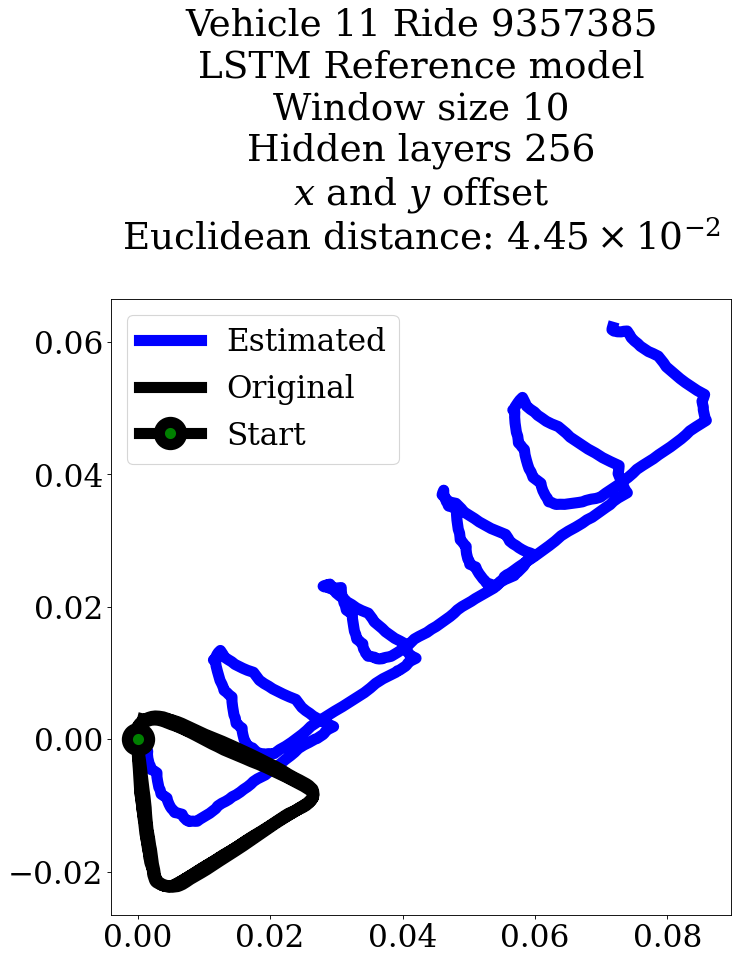 Vehicle 11 Ride 9357385
LSTM Reference model
Window size 10
Hidden layers 256
x and y offset
Euclidean distance: 4.45 × 10⁻²
Estimated
Original
Start
0.06
0.04
0.02
0.00
−0.02
0.00 0.02 0.04 0.06 0.08